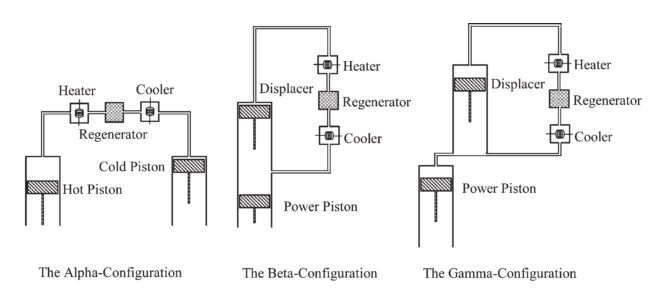 Heater
Cooler
Regenerator
Hot Piston
Cold Piston
The Alpha-Configuration
Displacer
Heater
Regenerator
Cooler
Power Piston
The Beta-Configuration
Displacer
Heater
Regenerator
Cooler
Power Piston
The Gamma-Configuration